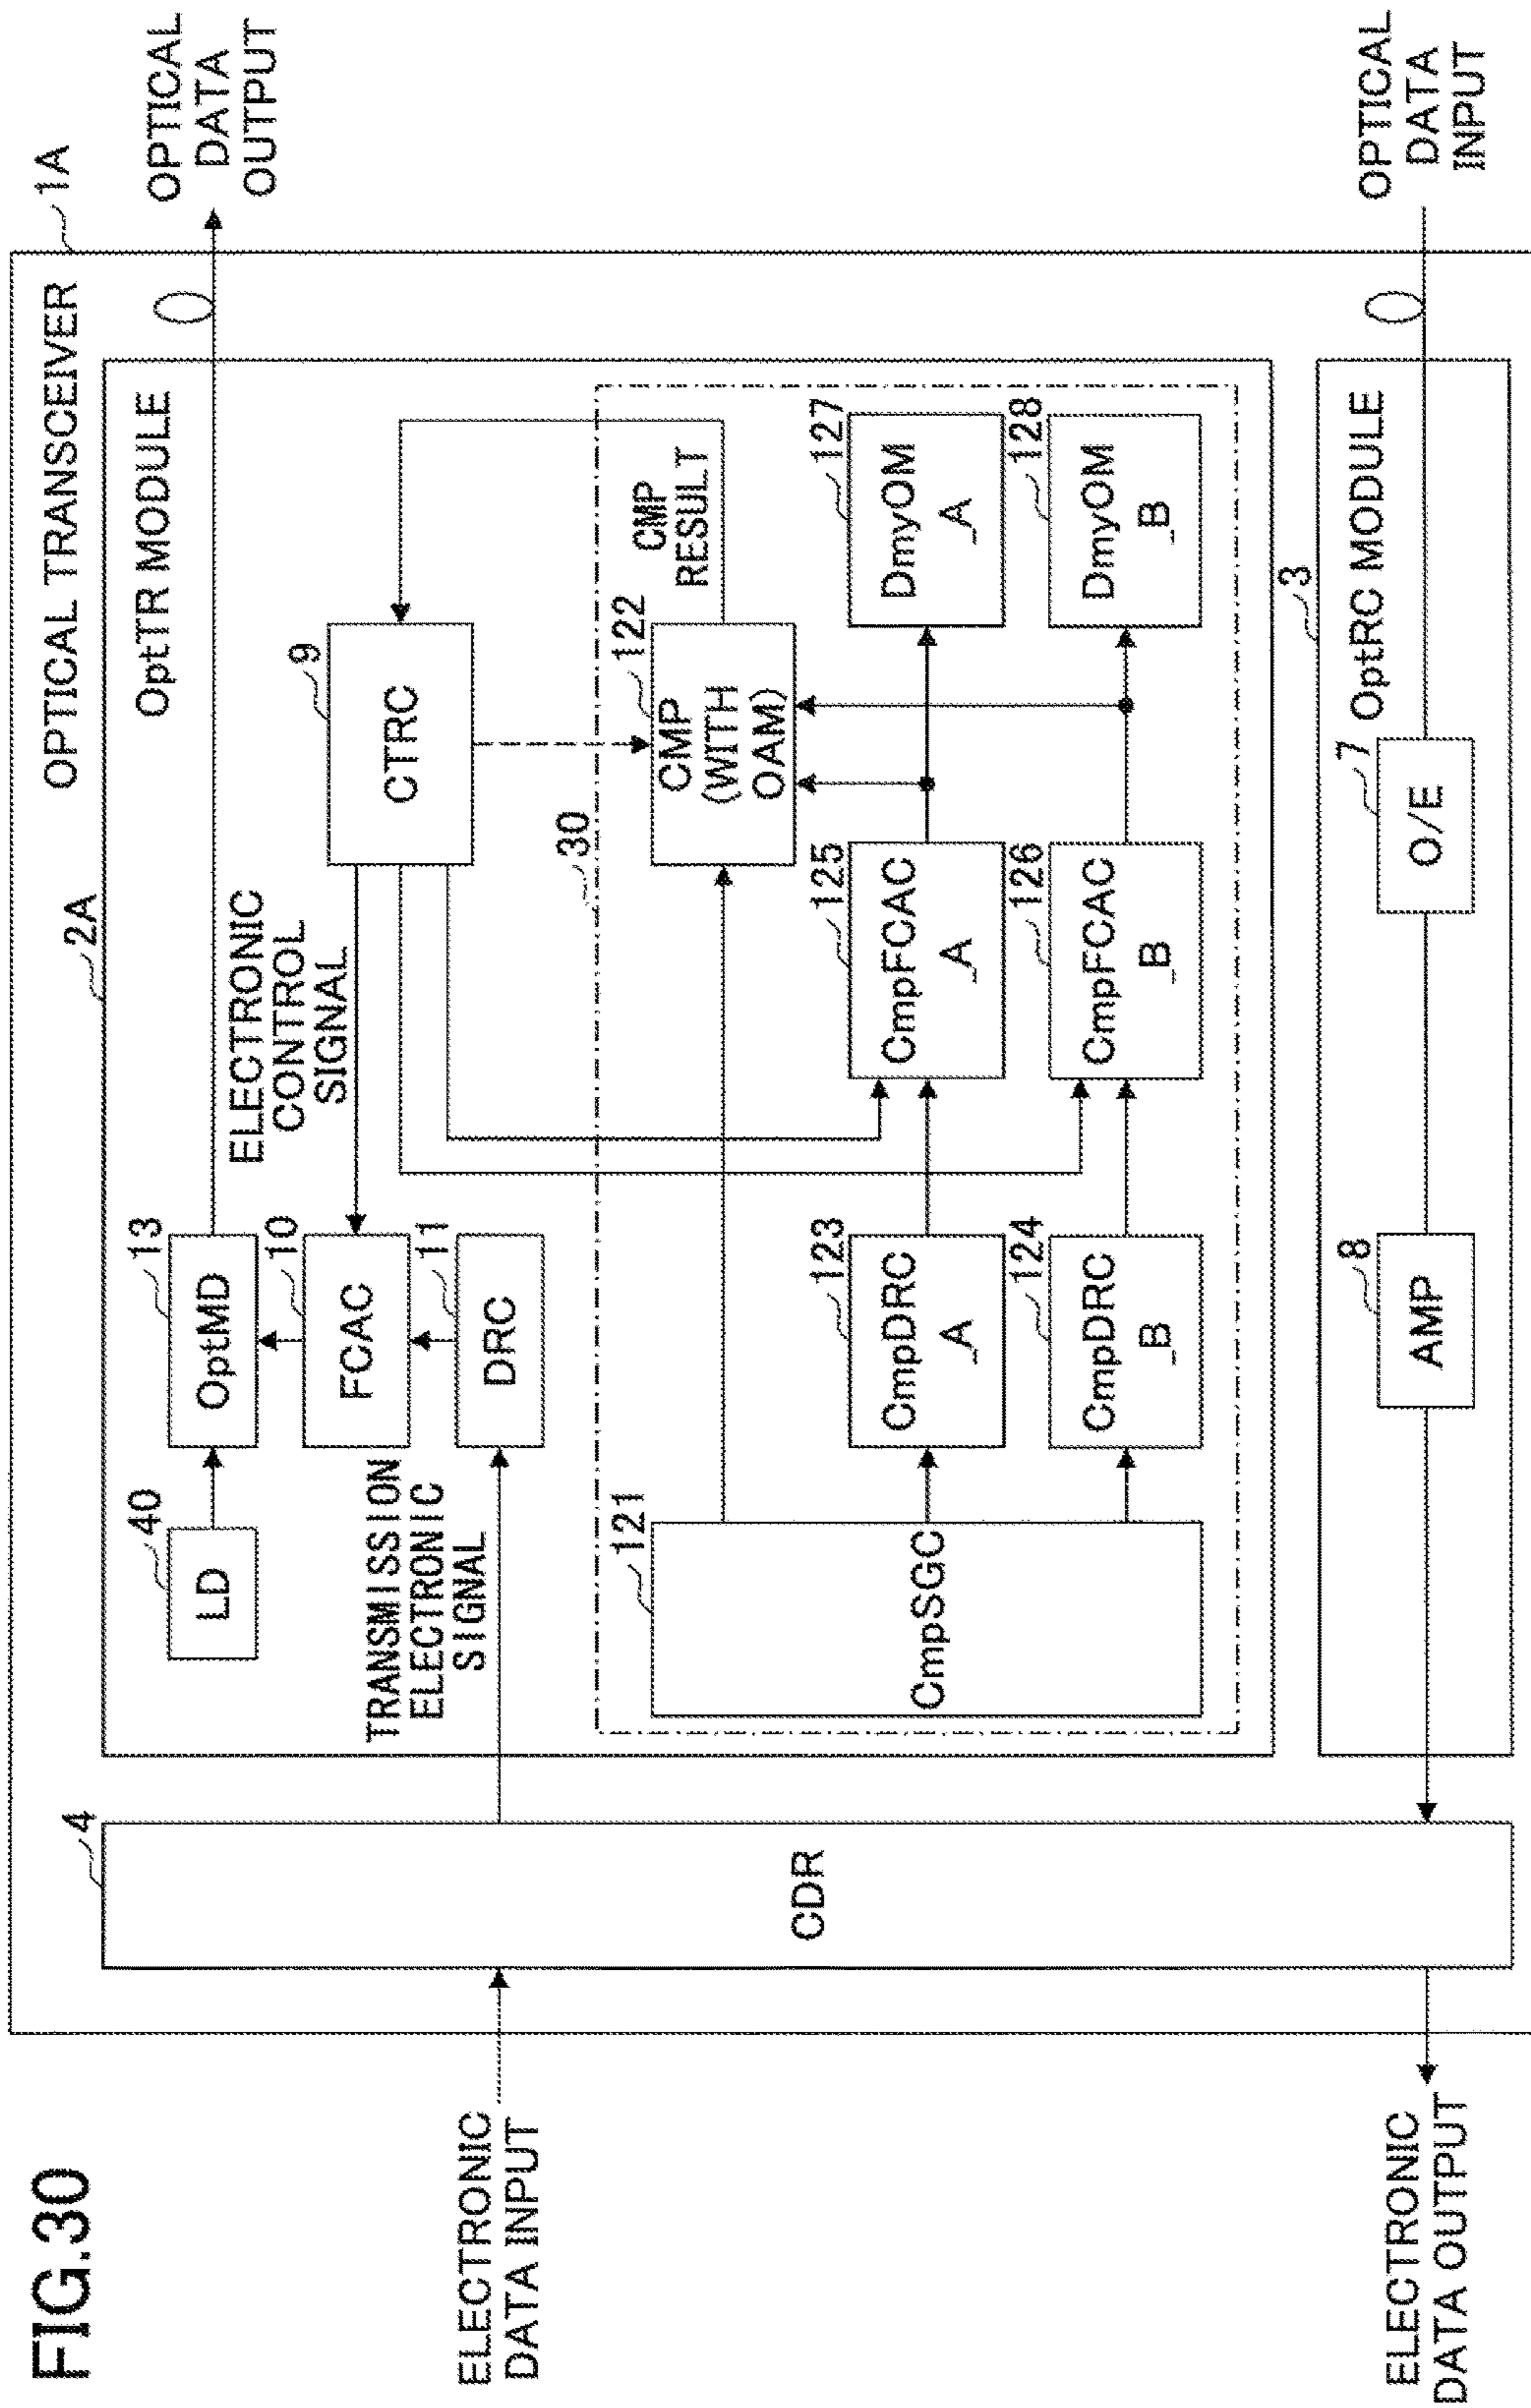 FIG.30
OPTICAL TRANSCEIVER
1A
2A
OptTR MODULE
OPTICAL
DATA
OUTPUT
40
LD
13
OptMD
ELECTRONIC
CONTROL
SIGNAL
10
FCAC
9
CTRC
TRANSMISSION
ELECTRONIC
SIGNAL
11
DRC
4
CDR
ELECTRONIC
DATA INPUT
30
121
CmpSGC
122
CMP
(WITH
OAM)
CMP
RESULT
123
CmpDRC
_A
125
CmpFCAC
_A
127
DmyOM
_A
124
CmpDRC
_B
126
CmpFCAC
_B
128
DmyOM
_B
3
OptRC MODULE
8
AMP
7
O/E
OPTICAL
DATA
INPUT
ELECTRONIC
DATA OUTPUT